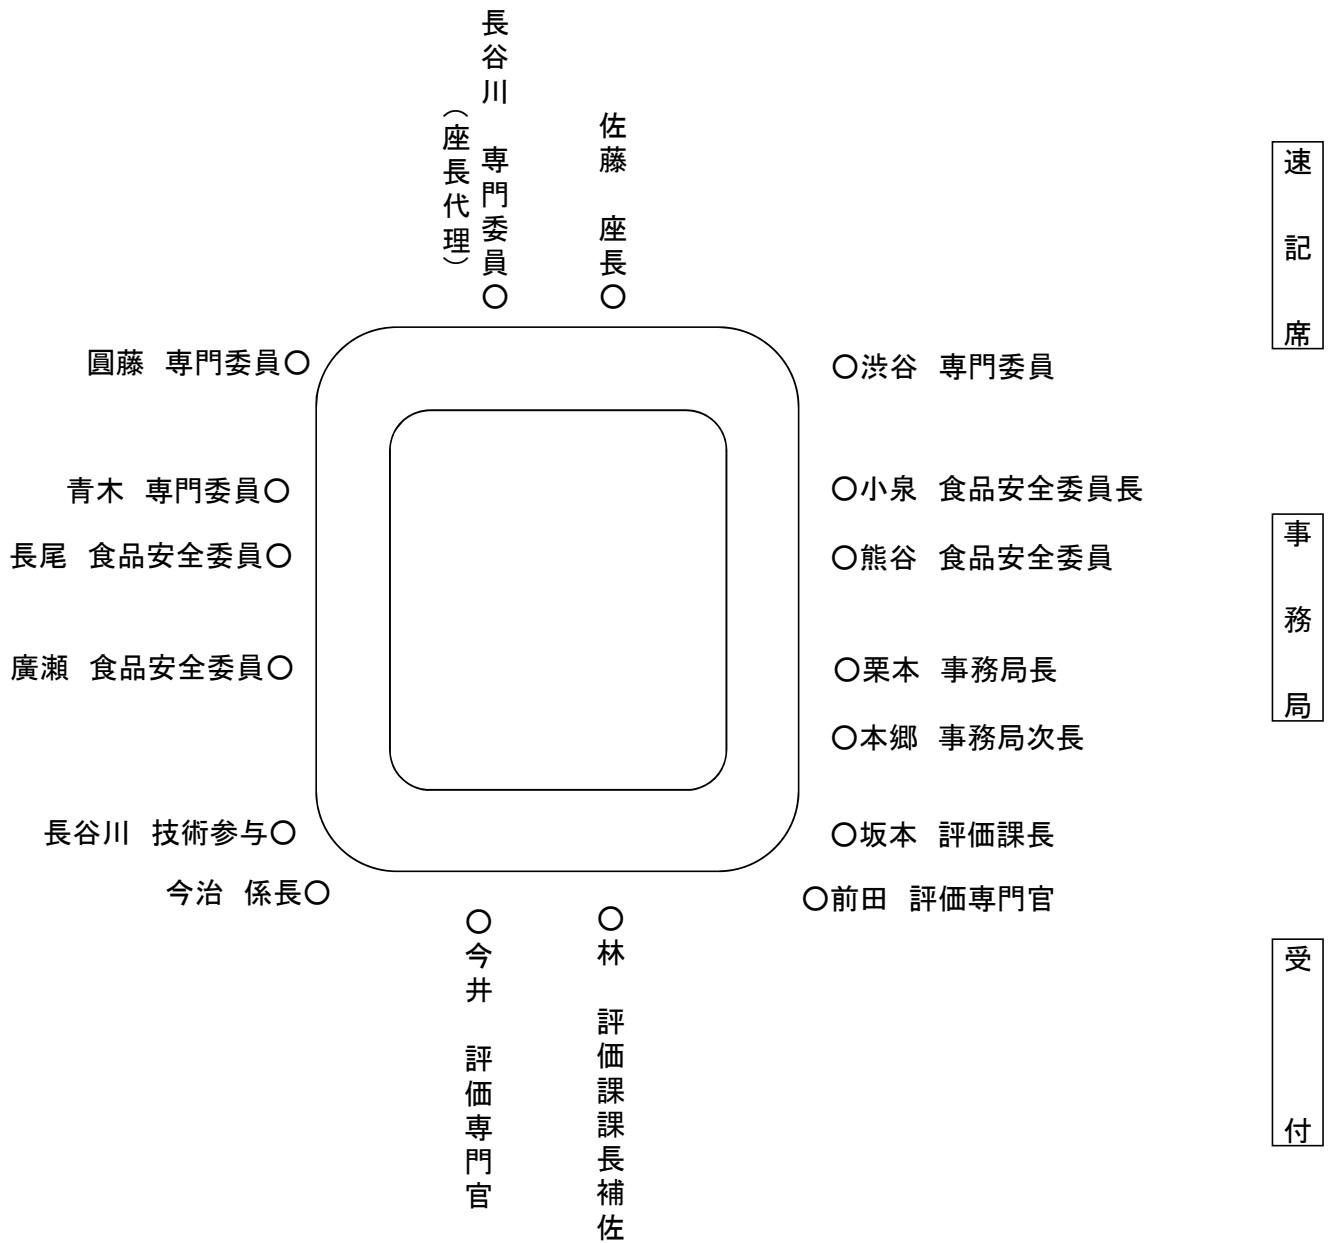 長谷川　専門委員○
（座長代理）
佐藤　座長○
速記席
圓藤　専門委員○
○渋谷　専門委員
青木　専門委員○
○小泉　食品安全委員長
長尾　食品安全委員○
○熊谷　食品安全委員
事務局
廣瀬　食品安全委員○
○栗本　事務局長
○本郷　事務局次長
長谷川　技術参与○
○坂本　評価課長
今治　係長○
○前田　評価専門官
○今井　評価専門官
○林　評価課課長補佐
受付